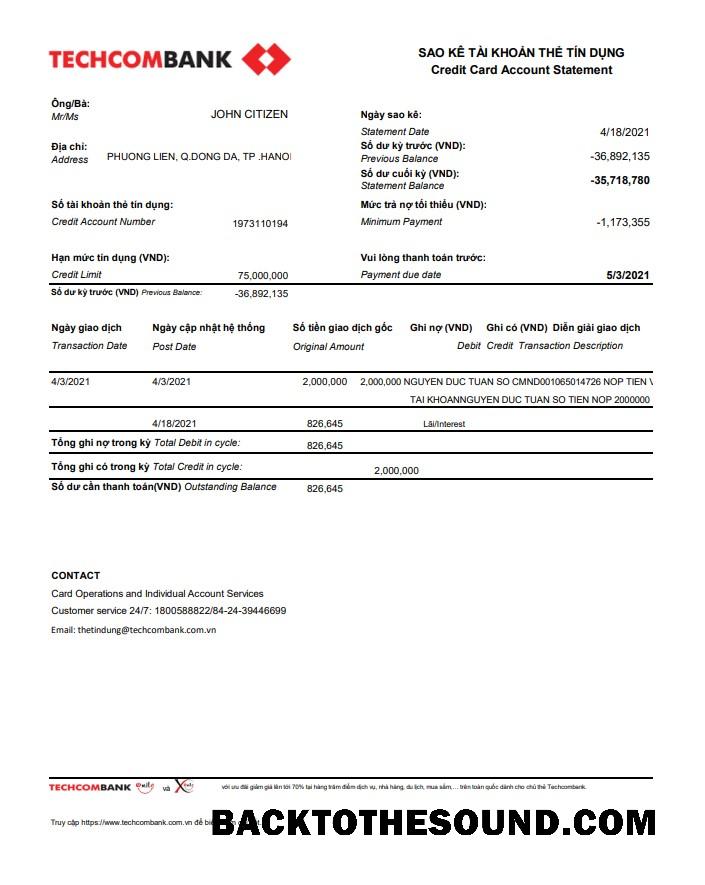 TECHCOMBANK
SAO KÊ TÀI KHOẢN THẺ TÍN DỤNG
Credit Card Account Statement
Ông/Bà:
Mr/Ms JOHN CITIZEN
Địa chỉ:
Address PHUONG LIEN, Q.DONG DA, TP .HANOI
Ngày sao kê:
Statement Date 4/18/2021
Số dư kỳ trước (VND):
Previous Balance -36,892,135
Số dư cuối kỳ (VND):
Statement Balance -35,718,780
Số tài khoản thẻ tín dụng:
Credit Account Number 1973110194
Mức trả nợ tối thiểu (VND):
Minimum Payment -1,173,355
Hạn mức tín dụng (VND):
Credit Limit 75,000,000
Vui lòng thanh toán trước:
Payment due date 5/3/2021
Số dư kỳ trước (VND) Previous Balance: -36,892,135
Ngày giao dịch Ngày cập nhật hệ thống Số tiền giao dịch gốc Ghi nợ (VND) Ghi có (VND) Diễn giải giao dịch
Transaction Date Post Date Original Amount Debit Credit Transaction Description
4/3/2021 4/3/2021 2,000,000 2,000,000 NGUYEN DUC TUAN SO CMND001065014726 NOP TIEN V
TAI KHOANNGUYEN DUC TUAN SO TIEN NOP 2000000
4/18/2021 826,645 Lãi/Interest
Tổng ghi nợ trong kỳ Total Debit in cycle: 826,645
Tổng ghi có trong kỳ Total Credit in cycle: 2,000,000
Số dư cần thanh toán(VND) Outstanding Balance 826,645
CONTACT
Card Operations and Individual Account Services
Customer service 24/7: 1800588822/84-24-39446699
Email: thetindung@techcombank.com.vn
TECHCOMBANK và với ưu đãi giảm giá lên tới 70% tại hàng trăm điểm dịch vụ, nhà hàng, du lịch, mua sắm,... trên toàn quốc dành cho chủ thẻ Techcombank.
Truy cập https://www.techcombank.com.vn để
BACKTOTHESOUND.COM